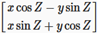 [x cos Z − y sin Z]
[x sin Z + y cos Z]